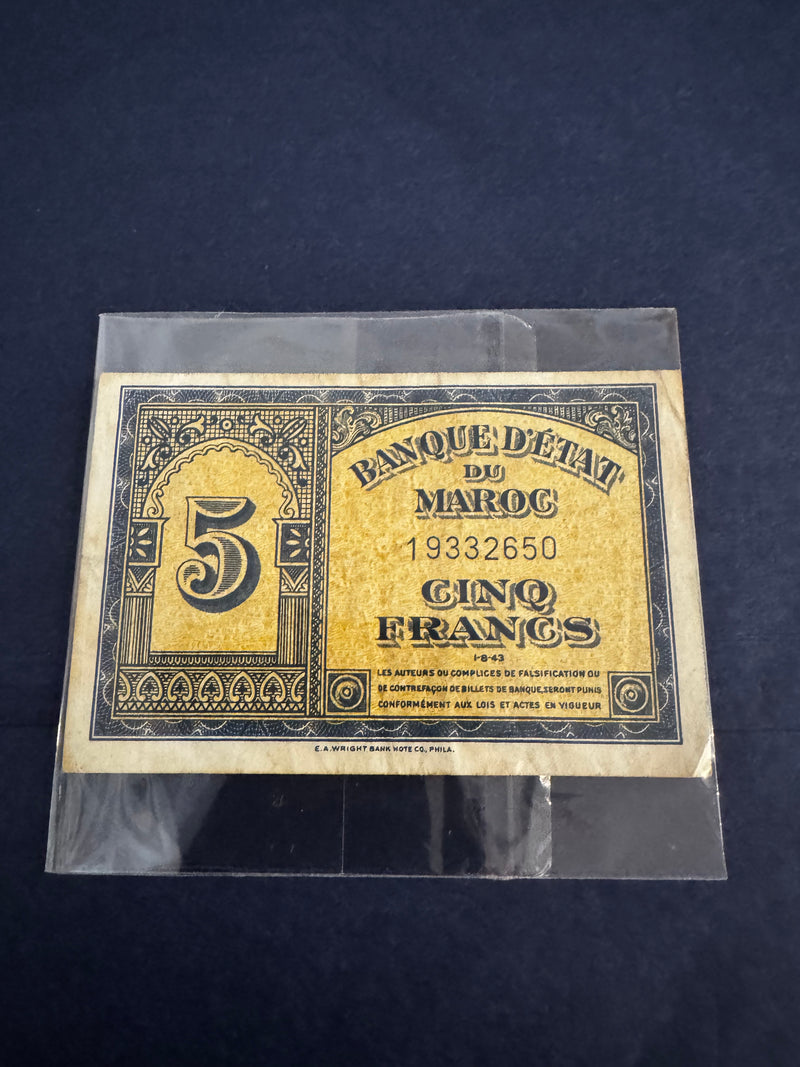 5
BANQUE D'ÉTAT
DU
MAROC
19332650
CINQ
FRANCS
1-8-43
LES AUTEURS OU COMPLICES DE FALSIFICATION OU
DE CONTREFAÇON DE BILLETS DE BANQUE, SERONT PUNIS
CONFORMÉMENT AUX LOIS ET ACTES EN VIGUEUR
E. A. WRIGHT BANK NOTE CO., PHILA.